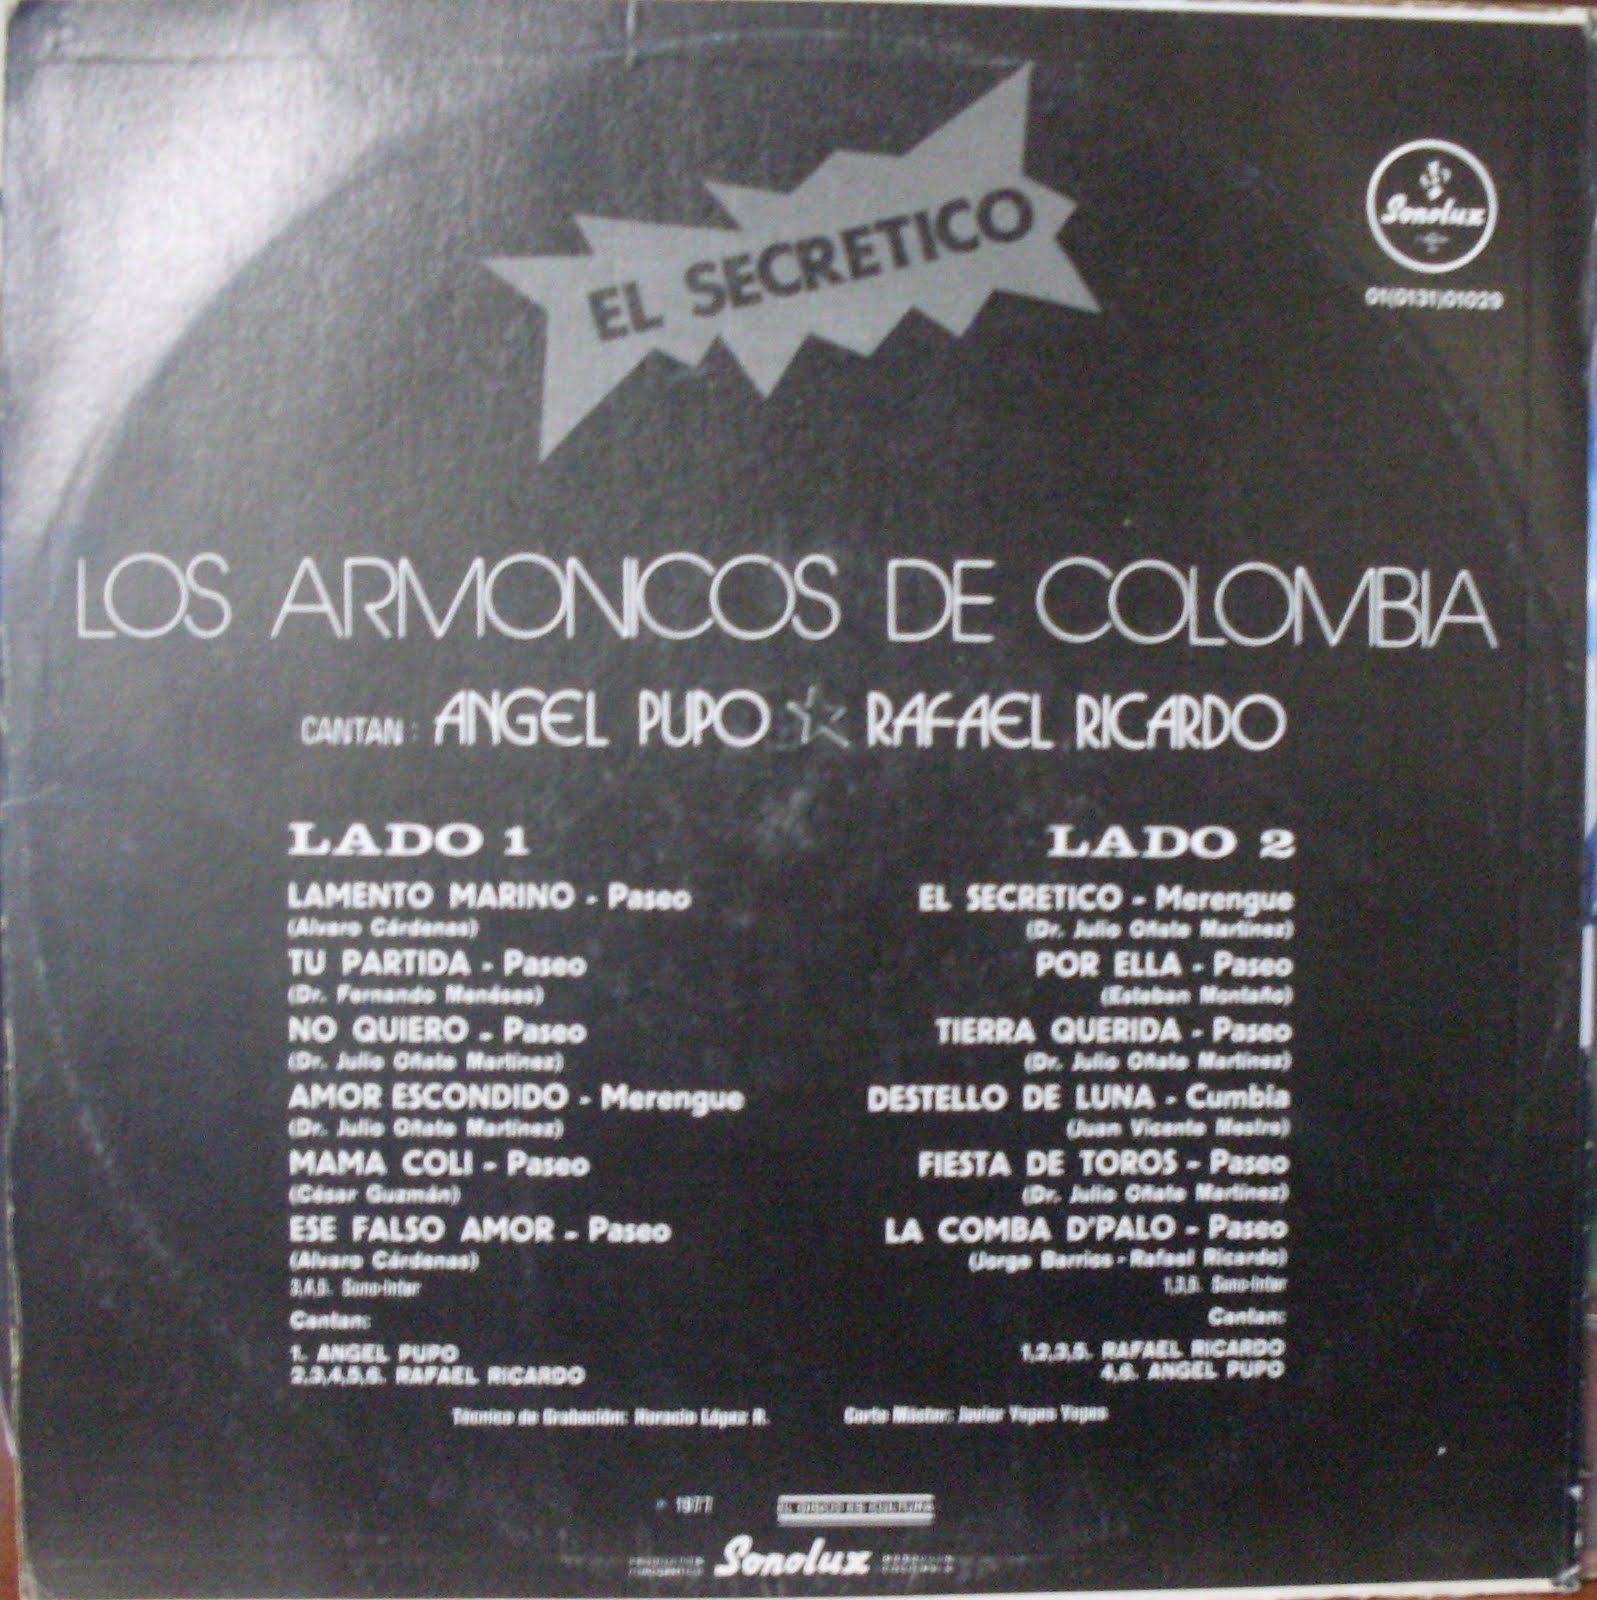 EL SECRETICO
Sonolux
01(0131)01029
LOS ARMONICOS DE COLOMBIA
CANTAN: ANGEL PUPO RAFAEL RICARDO
LADO 1
LAMENTO MARINO - Paseo
(Alvaro Cárdenas)
TU PARTIDA - Paseo
(Dr. Fernando Meneses)
NO QUIERO - Paseo
(Dr. Julio Oñate Martínez)
AMOR ESCONDIDO - Merengue
(Dr. Julio Oñate Martínez)
MAMA COLI - Paseo
(César Guzmán)
ESE FALSO AMOR - Paseo
(Alvaro Cárdenas)
Sono-Inter
Cantan:
1. ANGEL PUPO
2,3,4,5,6. RAFAEL RICARDO
LADO 2
EL SECRETICO - Merengue
(Dr. Julio Oñate Martínez)
POR ELLA - Paseo
(Esteban Montaño)
TIERRA QUERIDA - Paseo
(Dr. Julio Oñate Martínez)
DESTELLO DE LUNA - Cumbia
(Juan Vicente Mestre)
FIESTA DE TOROS - Paseo
(Dr. Julio Oñate Martínez)
LA COMBA D'PALO - Paseo
(Jorge Barrios - Rafael Ricardo)
Sono-Inter
Cantan:
1,2,3,5. RAFAEL RICARDO
4,6. ANGEL PUPO
Técnico de Grabación: Horacio López R.
Corte Máster: Javier Yepes Yepes
1977
EL DISCO ES CULTURA
Sonolux